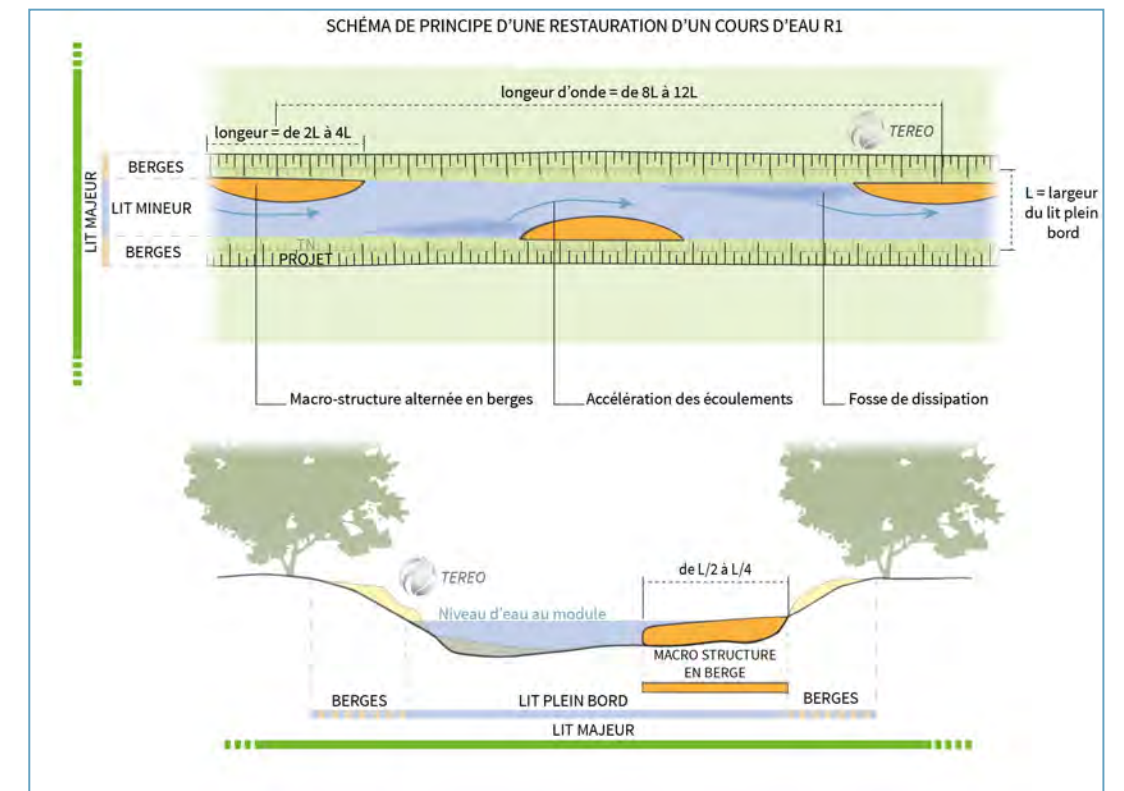 SCHÉMA DE PRINCIPE D'UNE RESTAURATION D'UN COURS D'EAU R1
longeur d'onde = de 8L à 12L
longeur = de 2L à 4L
TEREO
BERGES
LIT MAJEUR
LIT MINEUR
L = largeur
du lit plein
bord
BERGES
TN
PROJET
Macro-structure alternée en berges
Accélération des écoulements
Fosse de dissipation
de L/2 à L/4
TEREO
Niveau d'eau au module
MACRO STRUCTURE
EN BERGE
BERGES
LIT PLEIN BORD
BERGES
LIT MAJEUR